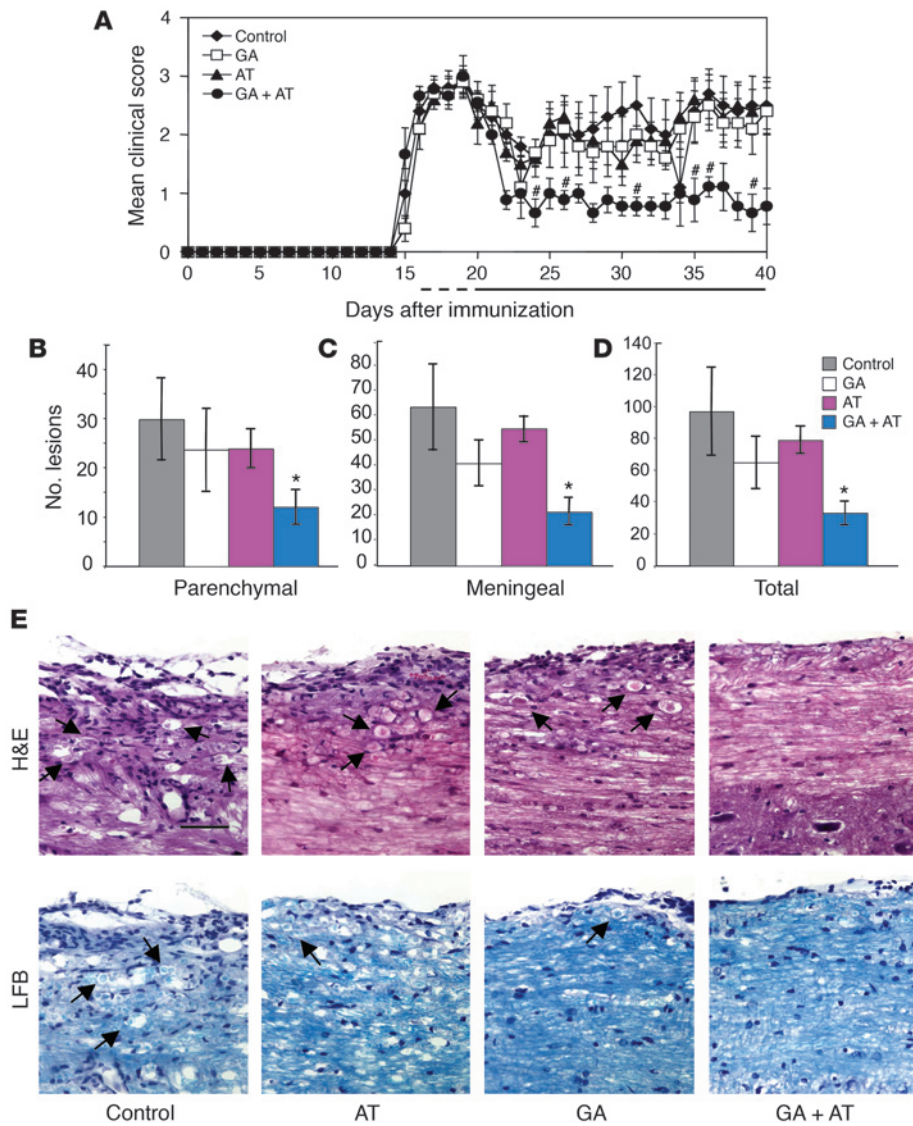 A
Control
GA
AT
GA + AT
Mean clinical score
4
3
2
1
0
# # # # # #
0 5 10 15 20 25 30 35 40
Days after immunization
B
No. lesions
40
30
20
10
0
*
Parenchymal
C
80
70
60
50
40
30
20
10
0
*
Meningeal
D
140
120
100
80
60
40
20
0
Control
GA
AT
GA + AT
*
Total
E
H&E
LFB
Control AT GA GA + AT